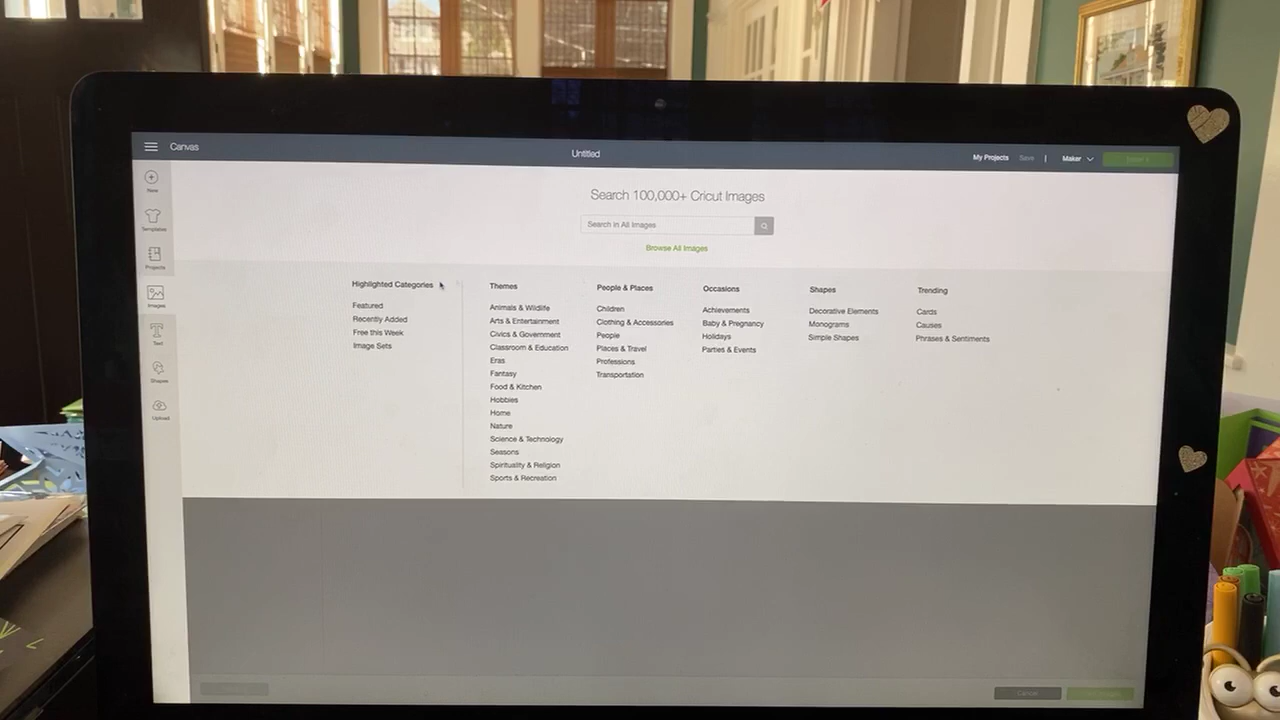 Canvas
Untitled
My Projects Save | Maker
New
Templates
Projects
Images
Text
Shapes
Upload
Search 100,000+ Cricut Images
Search in All Images
Browse All Images
Highlighted Categories
Featured
Recently Added
Free this Week
Image Sets
Themes
Animals & Wildlife
Arts & Entertainment
Civics & Government
Classroom & Education
Eras
Fantasy
Food & Kitchen
Hobbies
Home
Nature
Science & Technology
Seasons
Spirituality & Religion
Sports & Recreation
People & Places
Children
Clothing & Accessories
People
Places & Travel
Professions
Transportation
Occasions
Achievements
Baby & Pregnancy
Holidays
Parties & Events
Shapes
Decorative Elements
Monograms
Simple Shapes
Trending
Cards
Causes
Phrases & Sentiments
Cancel